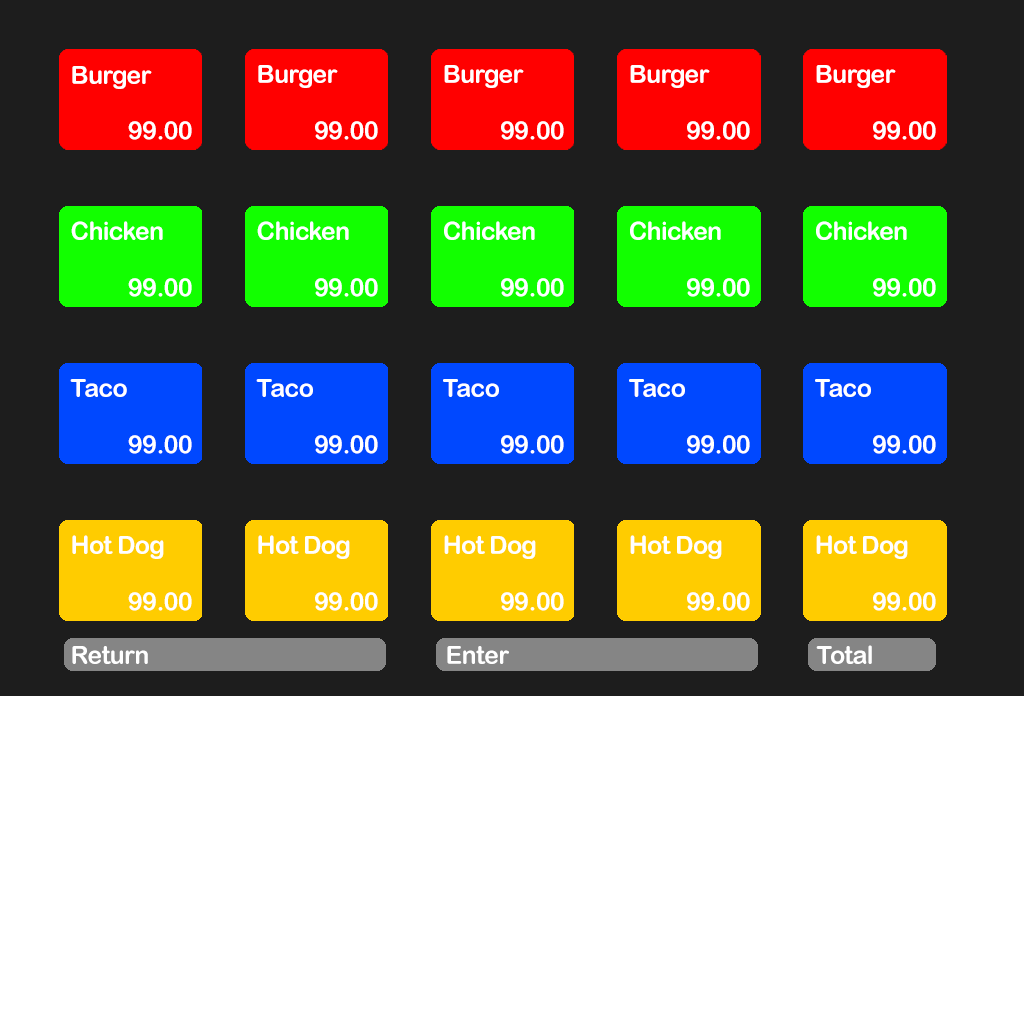 Burger Burger Burger Burger Burger
99.00 99.00 99.00 99.00 99.00
Chicken Chicken Chicken Chicken Chicken
99.00 99.00 99.00 99.00 99.00
Taco Taco Taco Taco Taco
99.00 99.00 99.00 99.00 99.00
Hot Dog Hot Dog Hot Dog Hot Dog Hot Dog
99.00 99.00 99.00 99.00 99.00
Return Enter Total